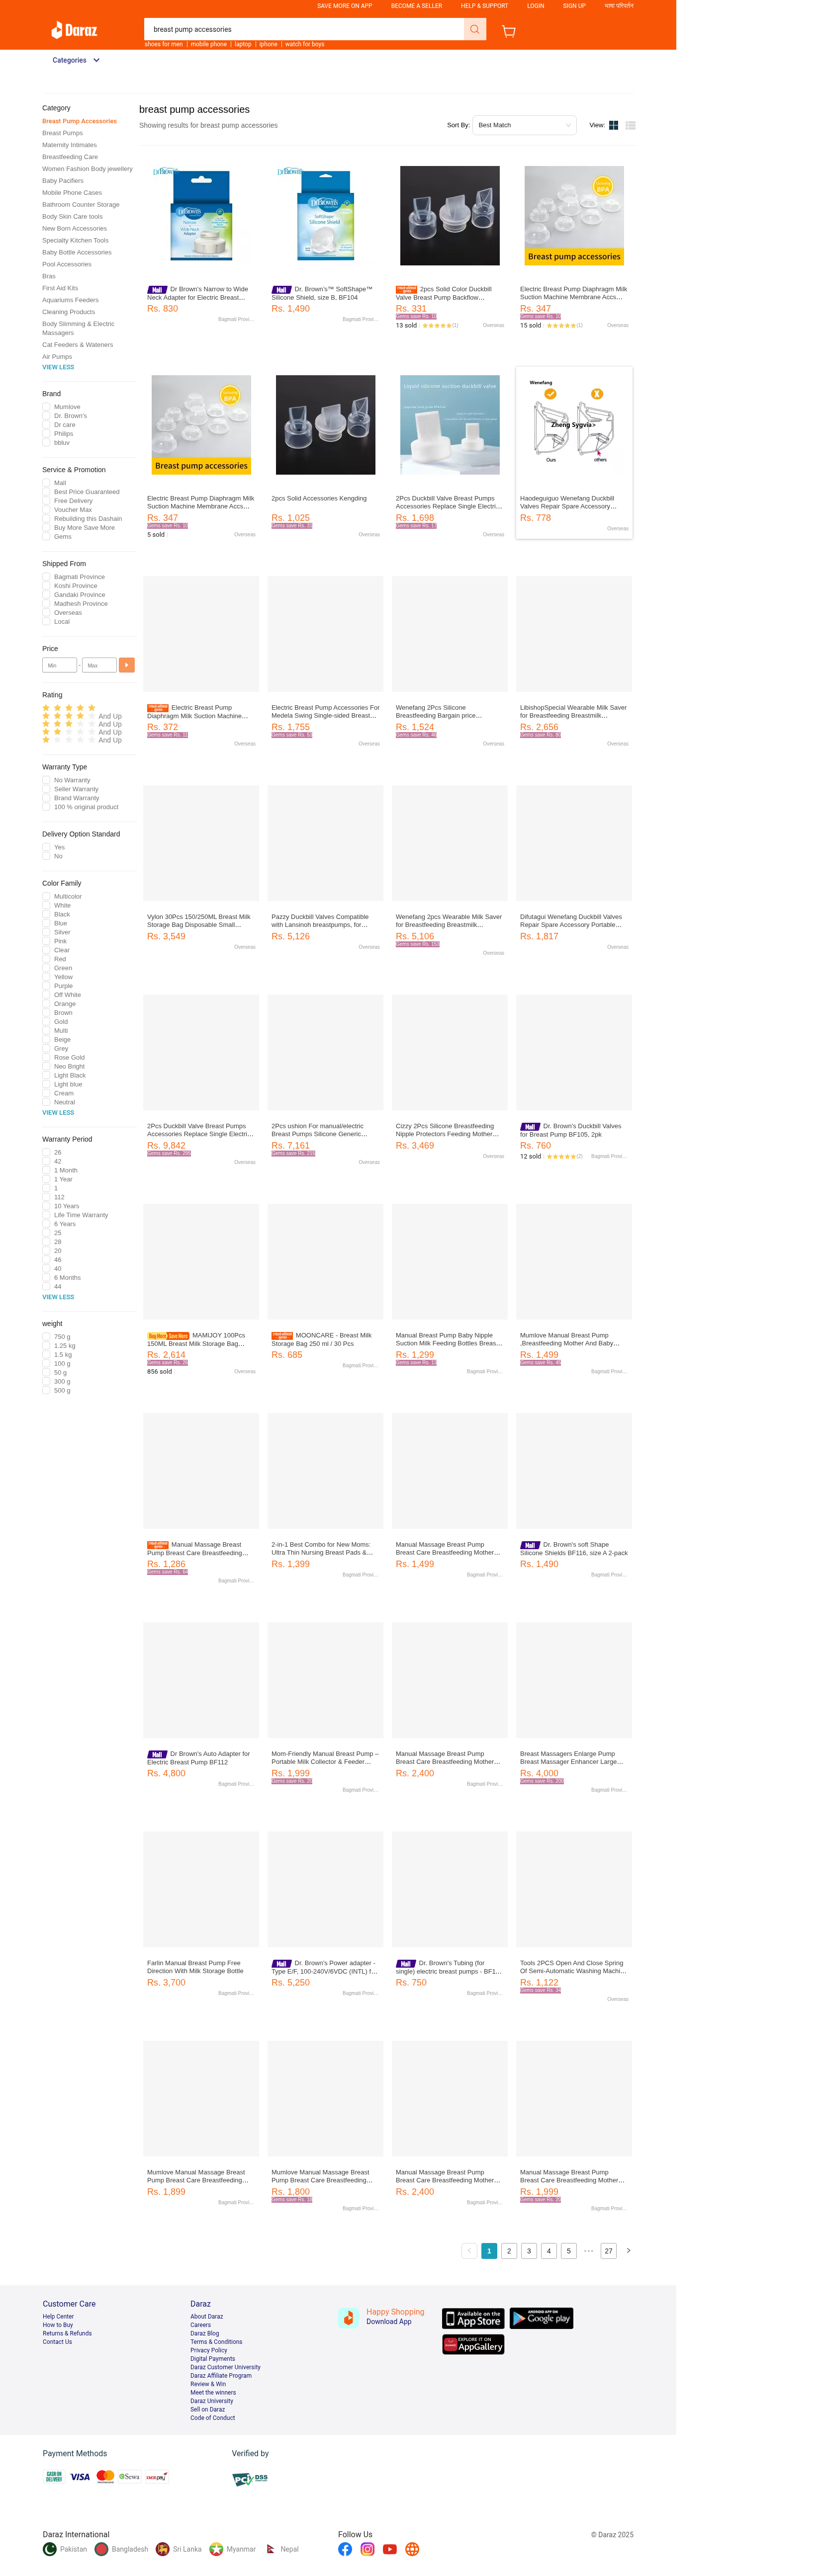 SAVE MORE ON APP
BECOME A SELLER
HELP & SUPPORT
LOGIN
SIGN UP
भाषा परिवर्तन
Daraz
breast pump accessories
shoes for men | mobile phone | laptop | iphone | watch for boys
Categories
Category
Breast Pump Accessories
Breast Pumps
Maternity Intimates
Breastfeeding Care
Women Fashion Body jewellery
Baby Pacifiers
Mobile Phone Cases
Bathroom Counter Storage
Body Skin Care tools
New Born Accessories
Specialty Kitchen Tools
Baby Bottle Accessories
Pool Accessories
Bras
First Aid Kits
Aquariums Feeders
Cleaning Products
Body Slimming & Electric
Massagers
Cat Feeders & Waterers
Air Pumps
VIEW LESS
Brand
Mumlove
Dr. Brown's
Dr care
Philips
bbluv
Service & Promotion
Mall
Best Price Guaranteed
Free Delivery
Voucher Max
Rebuilding this Dashain
Buy More Save More
Gems
Shipped From
Bagmati Province
Koshi Province
Gandaki Province
Madhesh Province
Overseas
Local
Price
Min - Max
Rating
And Up
And Up
And Up
And Up
Warranty Type
No Warranty
Seller Warranty
Brand Warranty
100 % original product
Delivery Option Standard
Yes
No
Color Family
Multicolor
White
Black
Blue
Silver
Pink
Clear
Red
Green
Yellow
Purple
Off White
Orange
Brown
Gold
Multi
Beige
Grey
Rose Gold
Neo Bright
Light Black
Light blue
Cream
Neutral
VIEW LESS
Warranty Period
26
42
1 Month
1 Year
1
112
10 Years
Life Time Warranty
6 Years
25
28
20
46
40
6 Months
44
VIEW LESS
weight
750 g
1.25 kg
1.5 kg
100 g
50 g
300 g
500 g
breast pump accessories
Showing results for breast pump accessories
Sort By: Best Match
View:
Dr Brown's Narrow to Wide
Neck Adapter for Electric Breast…
Rs. 830
Bagmati Provi…
Dr. Brown's™ SoftShape™
Silicone Shield, size B, BF104
Rs. 1,490
Bagmati Provi…
2pcs Solid Color Duckbill
Valve Breast Pump Backflow…
Rs. 331
13 sold (1) Overseas
Breast pump accessories
Electric Breast Pump Diaphragm Milk
Suction Machine Membrane Accs…
Rs. 347
15 sold (1) Overseas
Breast pump accessories
Electric Breast Pump Diaphragm Milk
Suction Machine Membrane Accs…
Rs. 347
5 sold Overseas
2pcs Solid Accessories Kengding
Rs. 1,025
Overseas
Liquid silicone suction duckbill valve
2Pcs Duckbill Valve Breast Pumps
Accessories Replace Single Electri…
Rs. 1,698
Overseas
Wenefang
Zheng Sygvia>
Ours others
Haodeguiguo Wenefang Duckbill
Valves Repair Spare Accessory…
Rs. 778
Overseas
Electric Breast Pump
Diaphragm Milk Suction Machine…
Rs. 372
Overseas
Electric Breast Pump Accessories For
Medela Swing Single-sided Breast…
Rs. 1,755
Overseas
Wenefang 2Pcs Silicone
Breastfeeding Bargain price…
Rs. 1,524
Overseas
LibishopSpecial Wearable Milk Saver
for Breastfeeding Breastmilk…
Rs. 2,656
Overseas
Vylon 30Pcs 150/250ML Breast Milk
Storage Bag Disposable Small…
Rs. 3,549
Overseas
Pazzy Duckbill Valves Compatible
with Lansinoh breastpumps, for…
Rs. 5,126
Overseas
Wenefang 2pcs Wearable Milk Saver
for Breastfeeding Breastmilk…
Rs. 5,106
Overseas
Difutagui Wenefang Duckbill Valves
Repair Spare Accessory Portable…
Rs. 1,817
Overseas
2Pcs Duckbill Valve Breast Pumps
Accessories Replace Single Electri…
Rs. 9,842
Overseas
2Pcs ushion For manual/electric
Breast Pumps Silicone Generic…
Rs. 7,161
Overseas
Cizzy 2Pcs Silicone Breastfeeding
Nipple Protectors Feeding Mother…
Rs. 3,469
Overseas
Dr. Brown's Duckbill Valves
for Breast Pump BF105, 2pk
Rs. 760
12 sold (2) Bagmati Provi…
MAMIJOY 100Pcs
150ML Breast Milk Storage Bag…
Rs. 2,614
856 sold Overseas
MOONCARE - Breast Milk
Storage Bag 250 ml / 30 Pcs
Rs. 685
Bagmati Provi…
Manual Breast Pump Baby Nipple
Suction Milk Feeding Bottles Breas…
Rs. 1,299
Bagmati Provi…
Mumlove Manual Breast Pump
,Breastfeeding Mother And Baby…
Rs. 1,499
Bagmati Provi…
Manual Massage Breast
Pump Breast Care Breastfeeding…
Rs. 1,286
Bagmati Provi…
2-in-1 Best Combo for New Moms:
Ultra Thin Nursing Breast Pads &…
Rs. 1,399
Bagmati Provi…
Manual Massage Breast Pump
Breast Care Breastfeeding Mother…
Rs. 1,499
Bagmati Provi…
Dr. Brown's soft Shape
Silicone Shields BF116, size A 2-pack
Rs. 1,490
Bagmati Provi…
Dr Brown's Auto Adapter for
Electric Breast Pump BF112
Rs. 4,800
Bagmati Provi…
Mom-Friendly Manual Breast Pump –
Portable Milk Collector & Feeder…
Rs. 1,999
Bagmati Provi…
Manual Massage Breast Pump
Breast Care Breastfeeding Mother…
Rs. 2,400
Bagmati Provi…
Breast Massagers Enlarge Pump
Breast Massager Enhancer Large…
Rs. 4,000
Bagmati Provi…
Farlin Manual Breast Pump Free
Direction With Milk Storage Bottle
Rs. 3,700
Bagmati Provi…
Dr. Brown's Power adapter -
Type E/F, 100-240V/6VDC (INTL) f…
Rs. 5,250
Bagmati Provi…
Dr. Brown's Tubing (for
single) electric breast pumps - BF1…
Rs. 750
Bagmati Provi…
Tools 2PCS Open And Close Spring
Of Semi-Automatic Washing Machi…
Rs. 1,122
Overseas
Mumlove Manual Massage Breast
Pump Breast Care Breastfeeding…
Rs. 1,899
Bagmati Provi…
Mumlove Manual Massage Breast
Pump Breast Care Breastfeeding…
Rs. 1,800
Bagmati Provi…
Manual Massage Breast Pump
Breast Care Breastfeeding Mother…
Rs. 2,400
Bagmati Provi…
Manual Massage Breast Pump
Breast Care Breastfeeding Mother…
Rs. 1,999
Bagmati Provi…
1 2 3 4 5 ••• 27
Customer Care
Help Center
How to Buy
Returns & Refunds
Contact Us
Daraz
About Daraz
Careers
Daraz Blog
Terms & Conditions
Privacy Policy
Digital Payments
Daraz Customer University
Daraz Affiliate Program
Review & Win
Meet the winners
Daraz University
Sell on Daraz
Code of Conduct
Happy Shopping
Download App
Available on the
App Store
ANDROID APP ON
Google play
EXPLORE IT ON
AppGallery
Payment Methods
CASH ON DELIVERY VISA mastercard eSewa
Verified by
PCI DSS
Daraz International
Pakistan
Bangladesh
Sri Lanka
Myanmar
Nepal
Follow Us
© Daraz 2025